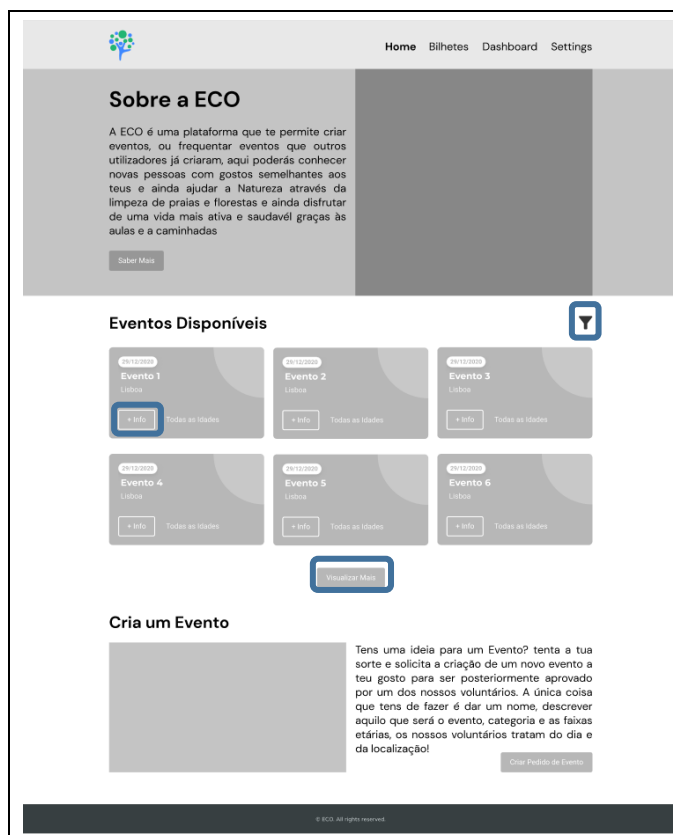 Home Bilhetes Dashboard Settings
Sobre a ECO
A ECO é uma plataforma que te permite criar
eventos, ou frequentar eventos que outros
utilizadores já criaram, aqui poderás conhecer
novas pessoas com gostos semelhantes aos
teus e ainda ajudar a Natureza através da
limpeza de praias e florestas e ainda disfrutar
de uma vida mais ativa e saudavél graças às
aulas e a caminhadas
Saber Mais
Eventos Disponíveis
29/12/2020
Evento 1
Lisboa
+ Info Todas as Idades
29/12/2020
Evento 2
Lisboa
+ Info Todas as Idades
29/12/2020
Evento 3
Lisboa
+ Info Todas as Idades
29/12/2020
Evento 4
Lisboa
+ Info Todas as Idades
29/12/2020
Evento 5
Lisboa
+ Info Todas as Idades
29/12/2020
Evento 6
Lisboa
+ Info Todas as Idades
Visualizar Mais
Cria um Evento
Tens uma ideia para um Evento? tenta a tua
sorte e solicita a criação de um novo evento a
teu gosto para ser posteriormente aprovado
por um dos nossos voluntários. A única coisa
que tens de fazer é dar um nome, descrever
aquilo que será o evento, categoria e as faixas
etárias, os nossos voluntários tratam do dia e
da localização!
Criar Pedido de Evento
© ECO. All rights reserved.